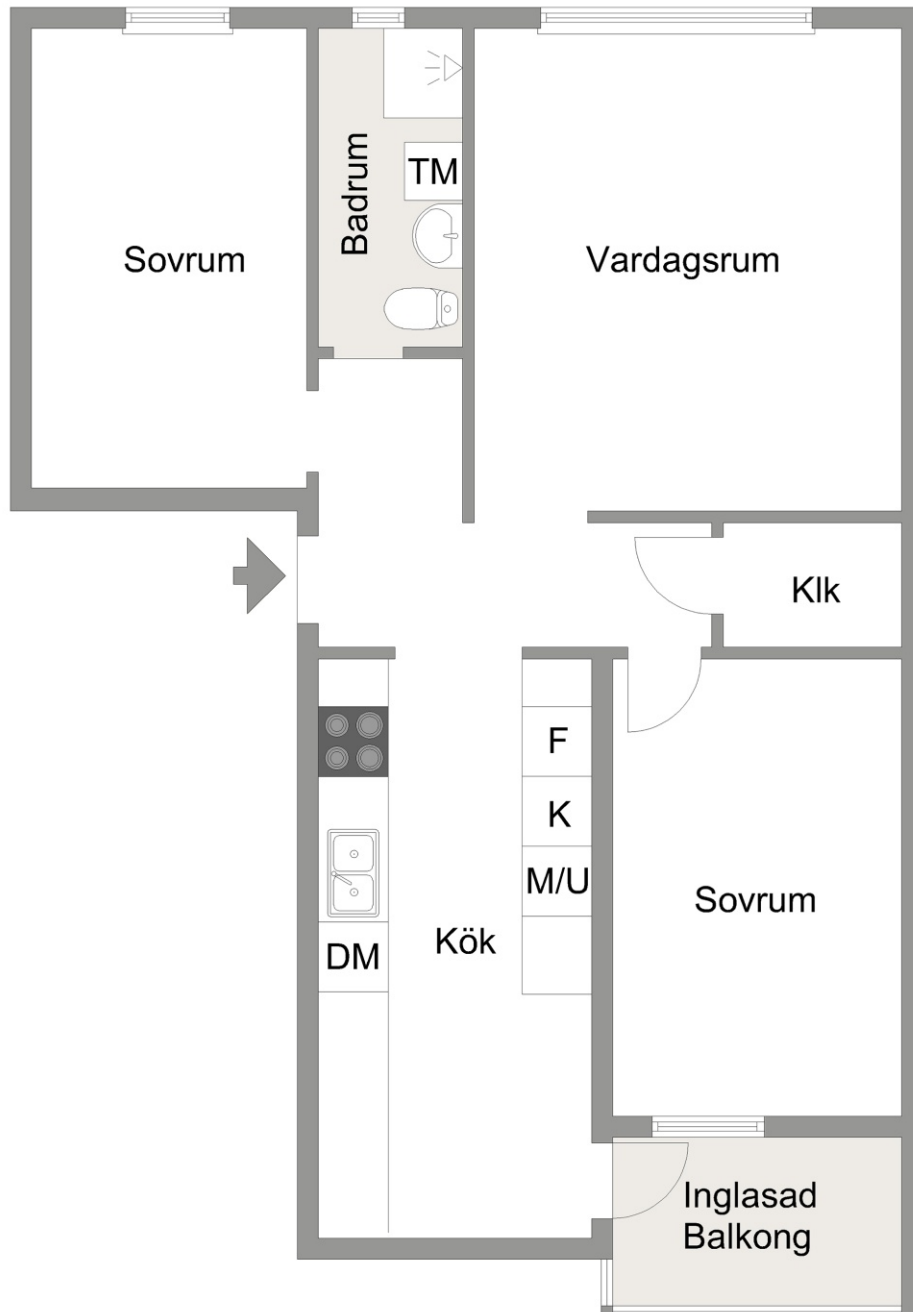 Sovrum
Badrum
TM
Vardagsrum
Klk
F
K
M/U
Kök
DM
Sovrum
Inglasad
Balkong